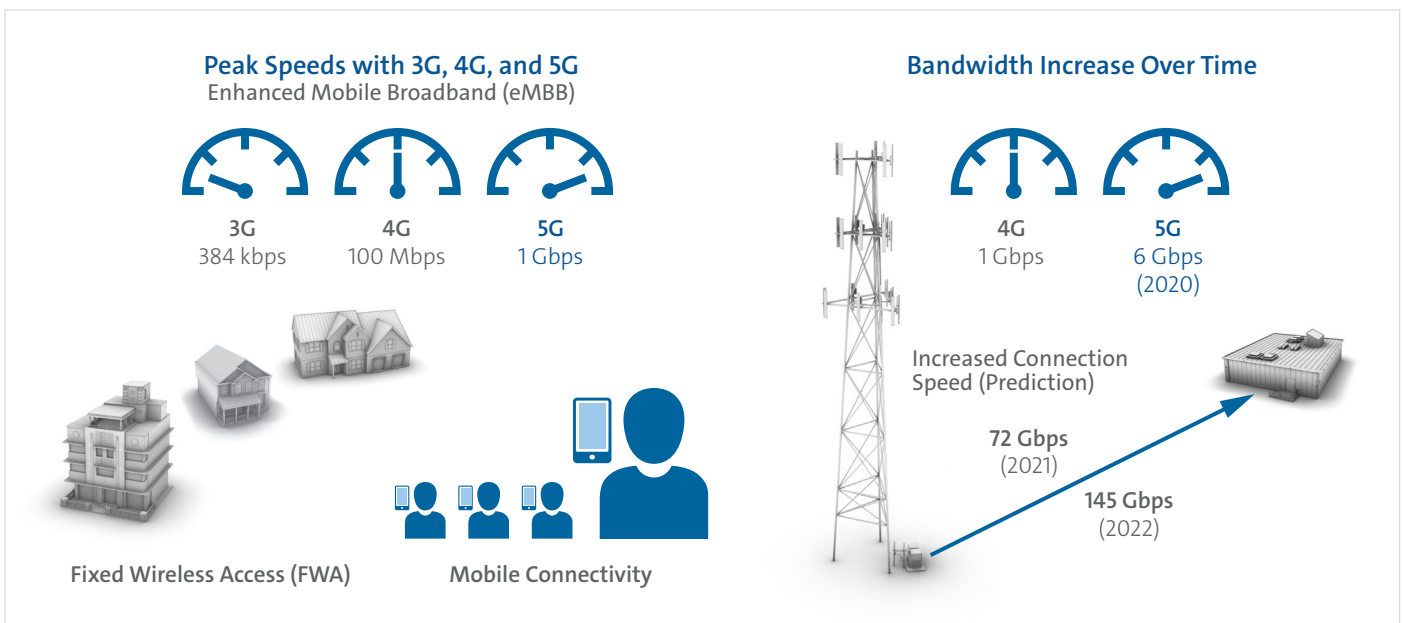 Peak Speeds with 3G, 4G, and 5G
Enhanced Mobile Broadband (eMBB)
3G
384 kbps
4G
100 Mbps
5G
1 Gbps
Fixed Wireless Access (FWA)
Mobile Connectivity
Bandwidth Increase Over Time
4G
1 Gbps
5G
6 Gbps
(2020)
Increased Connection
Speed (Prediction)
72 Gbps
(2021)
145 Gbps
(2022)